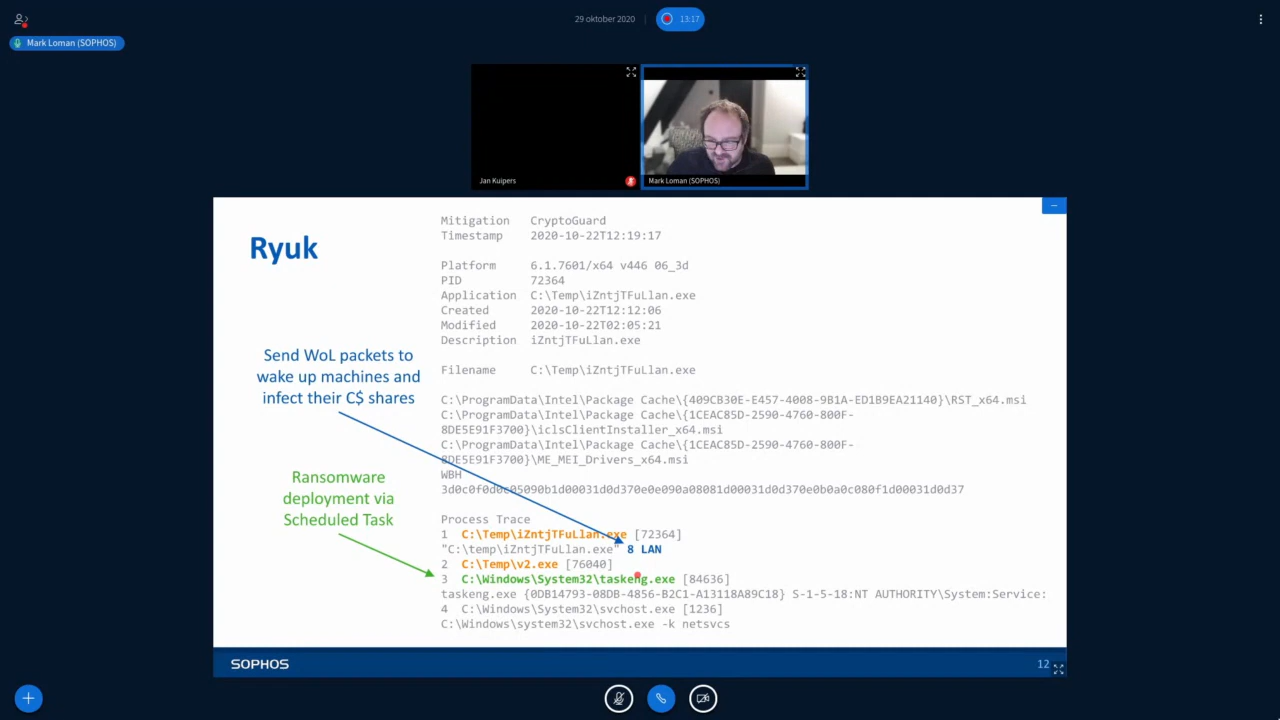 29 oktober 2020
13:17
Mark Loman (SOPHOS)
Jan Kuipers
Mark Loman (SOPHOS)
Ryuk
Mitigation CryptoGuard
Timestamp 2020-10-22T12:19:17
Platform 6.1.7601/x64 v446 06_3d
PID 72364
Application C:\Temp\iZntjTFuLlan.exe
Created 2020-10-22T12:12:06
Modified 2020-10-22T02:05:21
Description iZntjTFuLlan.exe
Filename C:\Temp\iZntjTFuLlan.exe
C:\ProgramData\Intel\Package Cache\{409CB30E-E457-4008-9B1A-ED1B9EA21140}\RST_x64.msi
C:\ProgramData\Intel\Package Cache\{1CEAC85D-2590-4760-800F-
8DE5E91F3700}\iclsClientInstaller_x64.msi
C:\ProgramData\Intel\Package Cache\{1CEAC85D-2590-4760-800F-
8DE5E91F3700}\ME_MEI_Drivers_x64.msi
WBH
3d0c0f0d0c05090b1d00031d0d370e0e090a08081d00031d0d370e0b0a0c080f1d00031d0d37
Process Trace
1 C:\Temp\iZntjTFuLlan.exe [72364]
"C:\temp\iZntjTFuLlan.exe" 8 LAN
2 C:\Temp\v2.exe [76040]
3 C:\Windows\System32\taskeng.exe [84636]
taskeng.exe {0DB14793-08DB-4856-B2C1-A13118A89C18} S-1-5-18:NT AUTHORITY\System:Service:
4 C:\Windows\System32\svchost.exe [1236]
C:\Windows\system32\svchost.exe -k netsvcs
Send WoL packets to
wake up machines and
infect their C$ shares
Ransomware
deployment via
Scheduled Task
SOPHOS
12